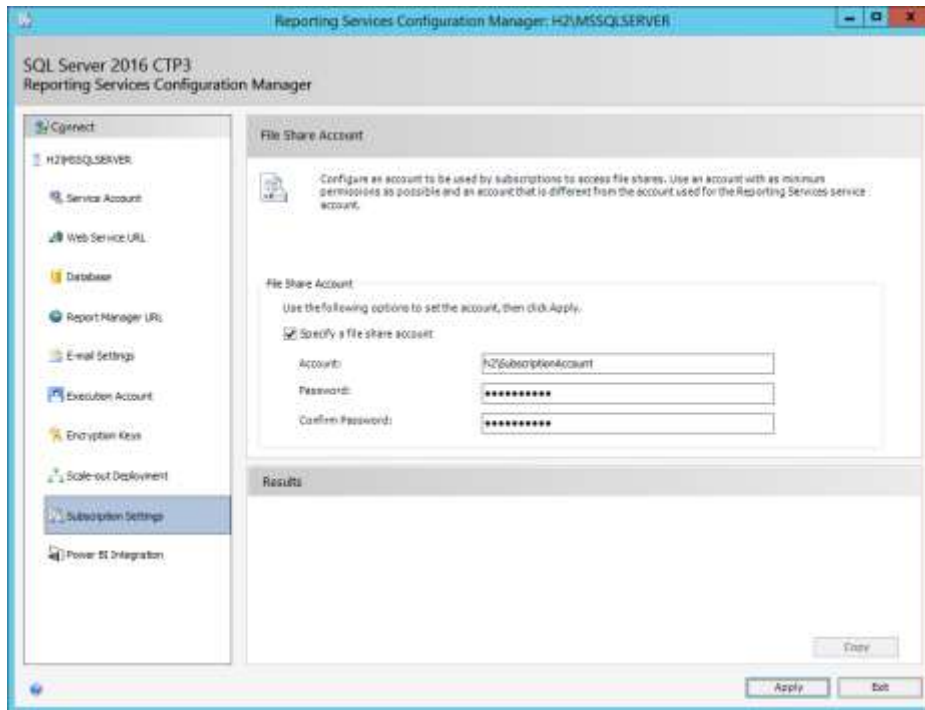 Reporting Services Configuration Manager: H2\MSSQLSERVER
SQL Server 2016 CTP3
Reporting Services Configuration Manager
Connect
H2\MSSQLSERVER
Service Account
Web Service URL
Database
Report Manager URL
E-mail Settings
Execution Account
Encryption Keys
Scale-out Deployment
Subscription Settings
Power BI Integration
File Share Account
Configure an account to be used by subscriptions to access file shares. Use an account with as minimum
permissions as possible and an account that is different from the account used for the Reporting Services service
account.
File Share Account
Use the following options to set the account, then click Apply.
Specify a file share account
Account:
h2\SubscriptionAccount
Password:
••••••••••
Confirm Password:
••••••••••
Results
Copy
Apply
Exit